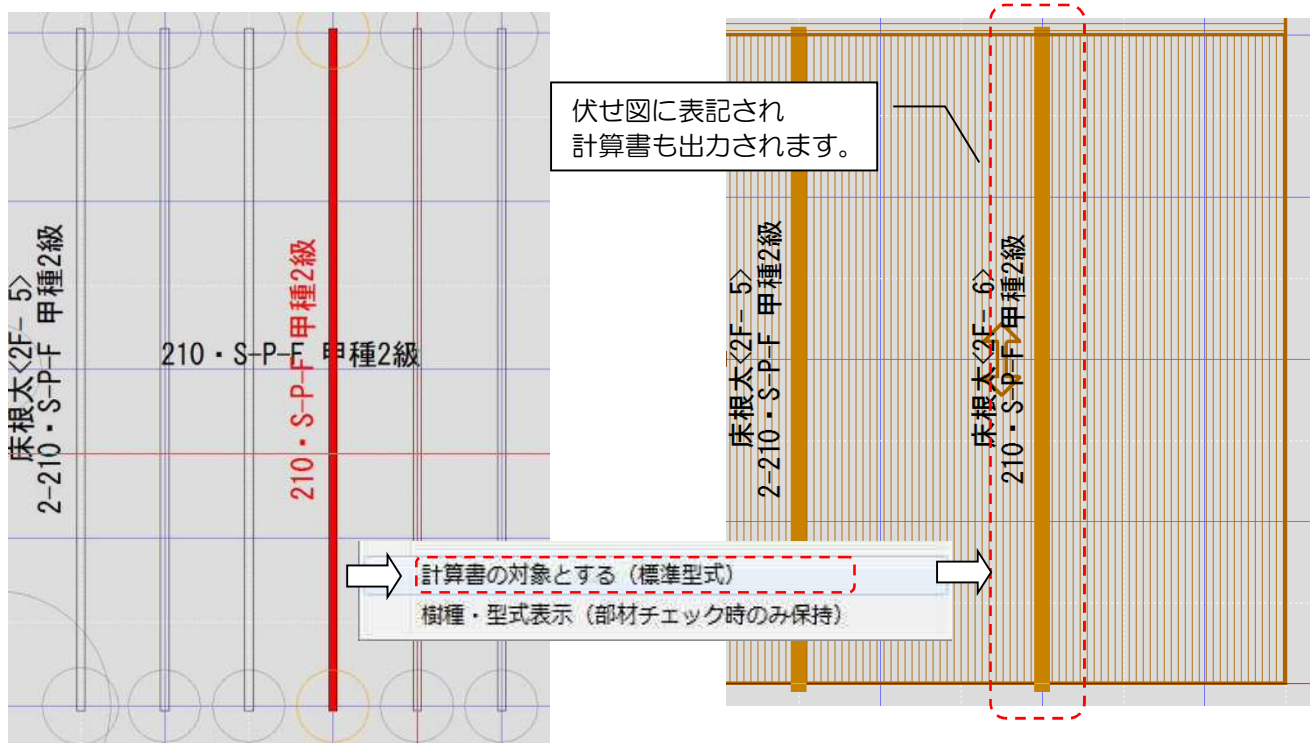 伏せ図に表記され
計算書も出力されます。
床根太<2F- 5>
2-210・S-P-F 甲種2級
210・S-P-F 甲種2級
210・S-P-F 甲種2級
床根太<2F- 5>
2-210・S-P-F 甲種2級
床根太<2F- 6>
210・S-P-F 甲種2級
計算書の対象とする（標準型式）
樹種・型式表示（部材チェック時のみ保持）